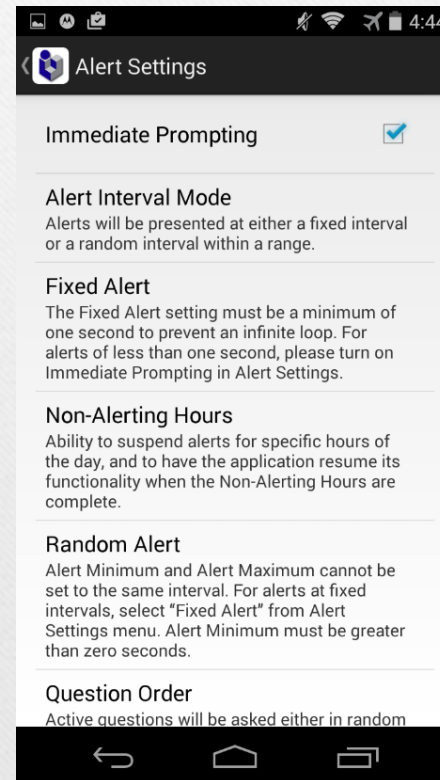 4:44
Alert Settings
Immediate Prompting
Alert Interval Mode
Alerts will be presented at either a fixed interval
or a random interval within a range.
Fixed Alert
The Fixed Alert setting must be a minimum of
one second to prevent an infinite loop. For
alerts of less than one second, please turn on
Immediate Prompting in Alert Settings.
Non-Alerting Hours
Ability to suspend alerts for specific hours of
the day, and to have the application resume its
functionality when the Non-Alerting Hours are
complete.
Random Alert
Alert Minimum and Alert Maximum cannot be
set to the same interval. For alerts at fixed
intervals, select “Fixed Alert” from Alert
Settings menu. Alert Minimum must be greater
than zero seconds.
Question Order
Active questions will be asked either in random